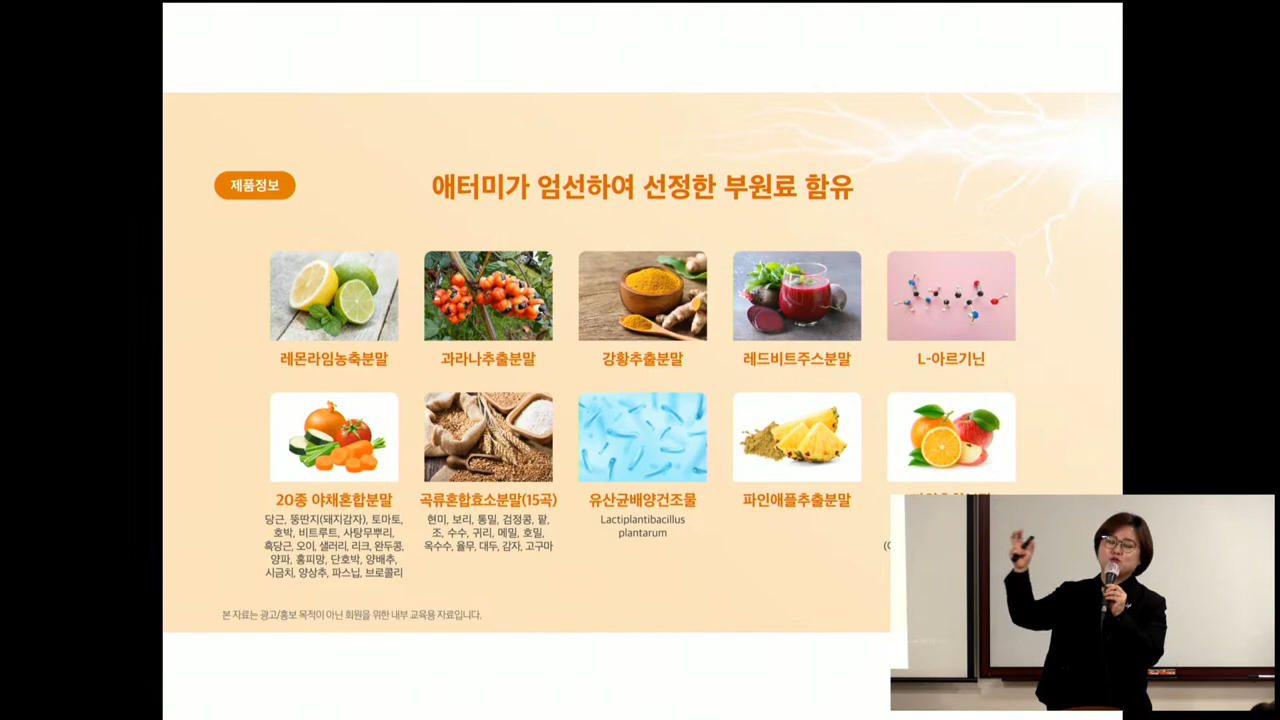 제품정보
애터미가 엄선하여 선정한 부원료 함유
레몬라임농축분말
과라나추출분말
강황추출분말
레드비트주스분말
L-아르기닌
20종 야채혼합분말
당근, 뚱딴지(돼지감자), 토마토,
호박, 비트루트, 사탕무뿌리,
흑당근, 오이, 샐러리, 리크, 완두콩,
양파, 홍피망, 단호박, 양배추,
시금치, 양상추, 파스닙, 브로콜리
곡류혼합효소분말(15곡)
현미, 보리, 통밀, 검정콩, 팥,
조, 수수, 귀리, 메밀, 호밀,
옥수수, 율무, 대두, 감자, 고구마
유산균배양건조물
Lactiplantibacillus
plantarum
파인애플추출분말
본 자료는 광고/홍보 목적이 아닌 회원을 위한 내부 교육용 자료입니다.